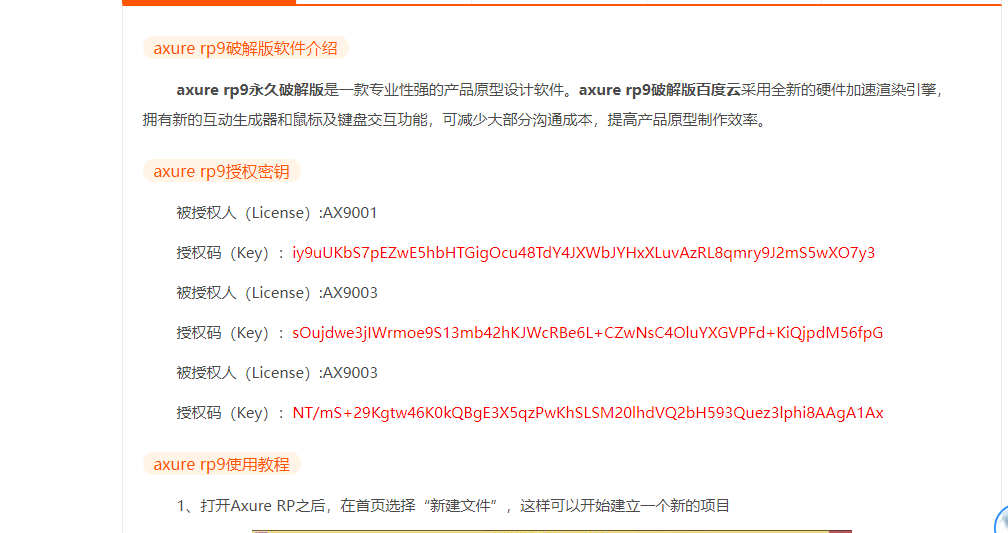 axure rp9破解版软件介绍
axure rp9永久破解版是一款专业性强的产品原型设计软件。axure rp9破解版百度云采用全新的硬件加速渲染引擎，
拥有新的互动生成器和鼠标及键盘交互功能，可减少大部分沟通成本，提高产品原型制作效率。
axure rp9授权密钥
被授权人（License）:AX9001
授权码（Key）：iy9uUKbS7pEZwE5hbHTGigOcu48TdY4JXWbJYHxXLuvAzRL8qmry9J2mS5wXO7y3
被授权人（License）:AX9003
授权码（Key）：sOujdwe3jIWrmoe9S13mb42hKJWcRBe6L+CZwNsC4OluYXGVPFd+KiQjpdM56fpG
被授权人（License）:AX9003
授权码（Key）：NT/mS+29Kgtw46K0kQBgE3X5qzPwKhSLSM20lhdVQ2bH593Quez3lphi8AAgA1Ax
axure rp9使用教程
1、打开Axure RP之后，在首页选择“新建文件”，这样可以开始建立一个新的项目